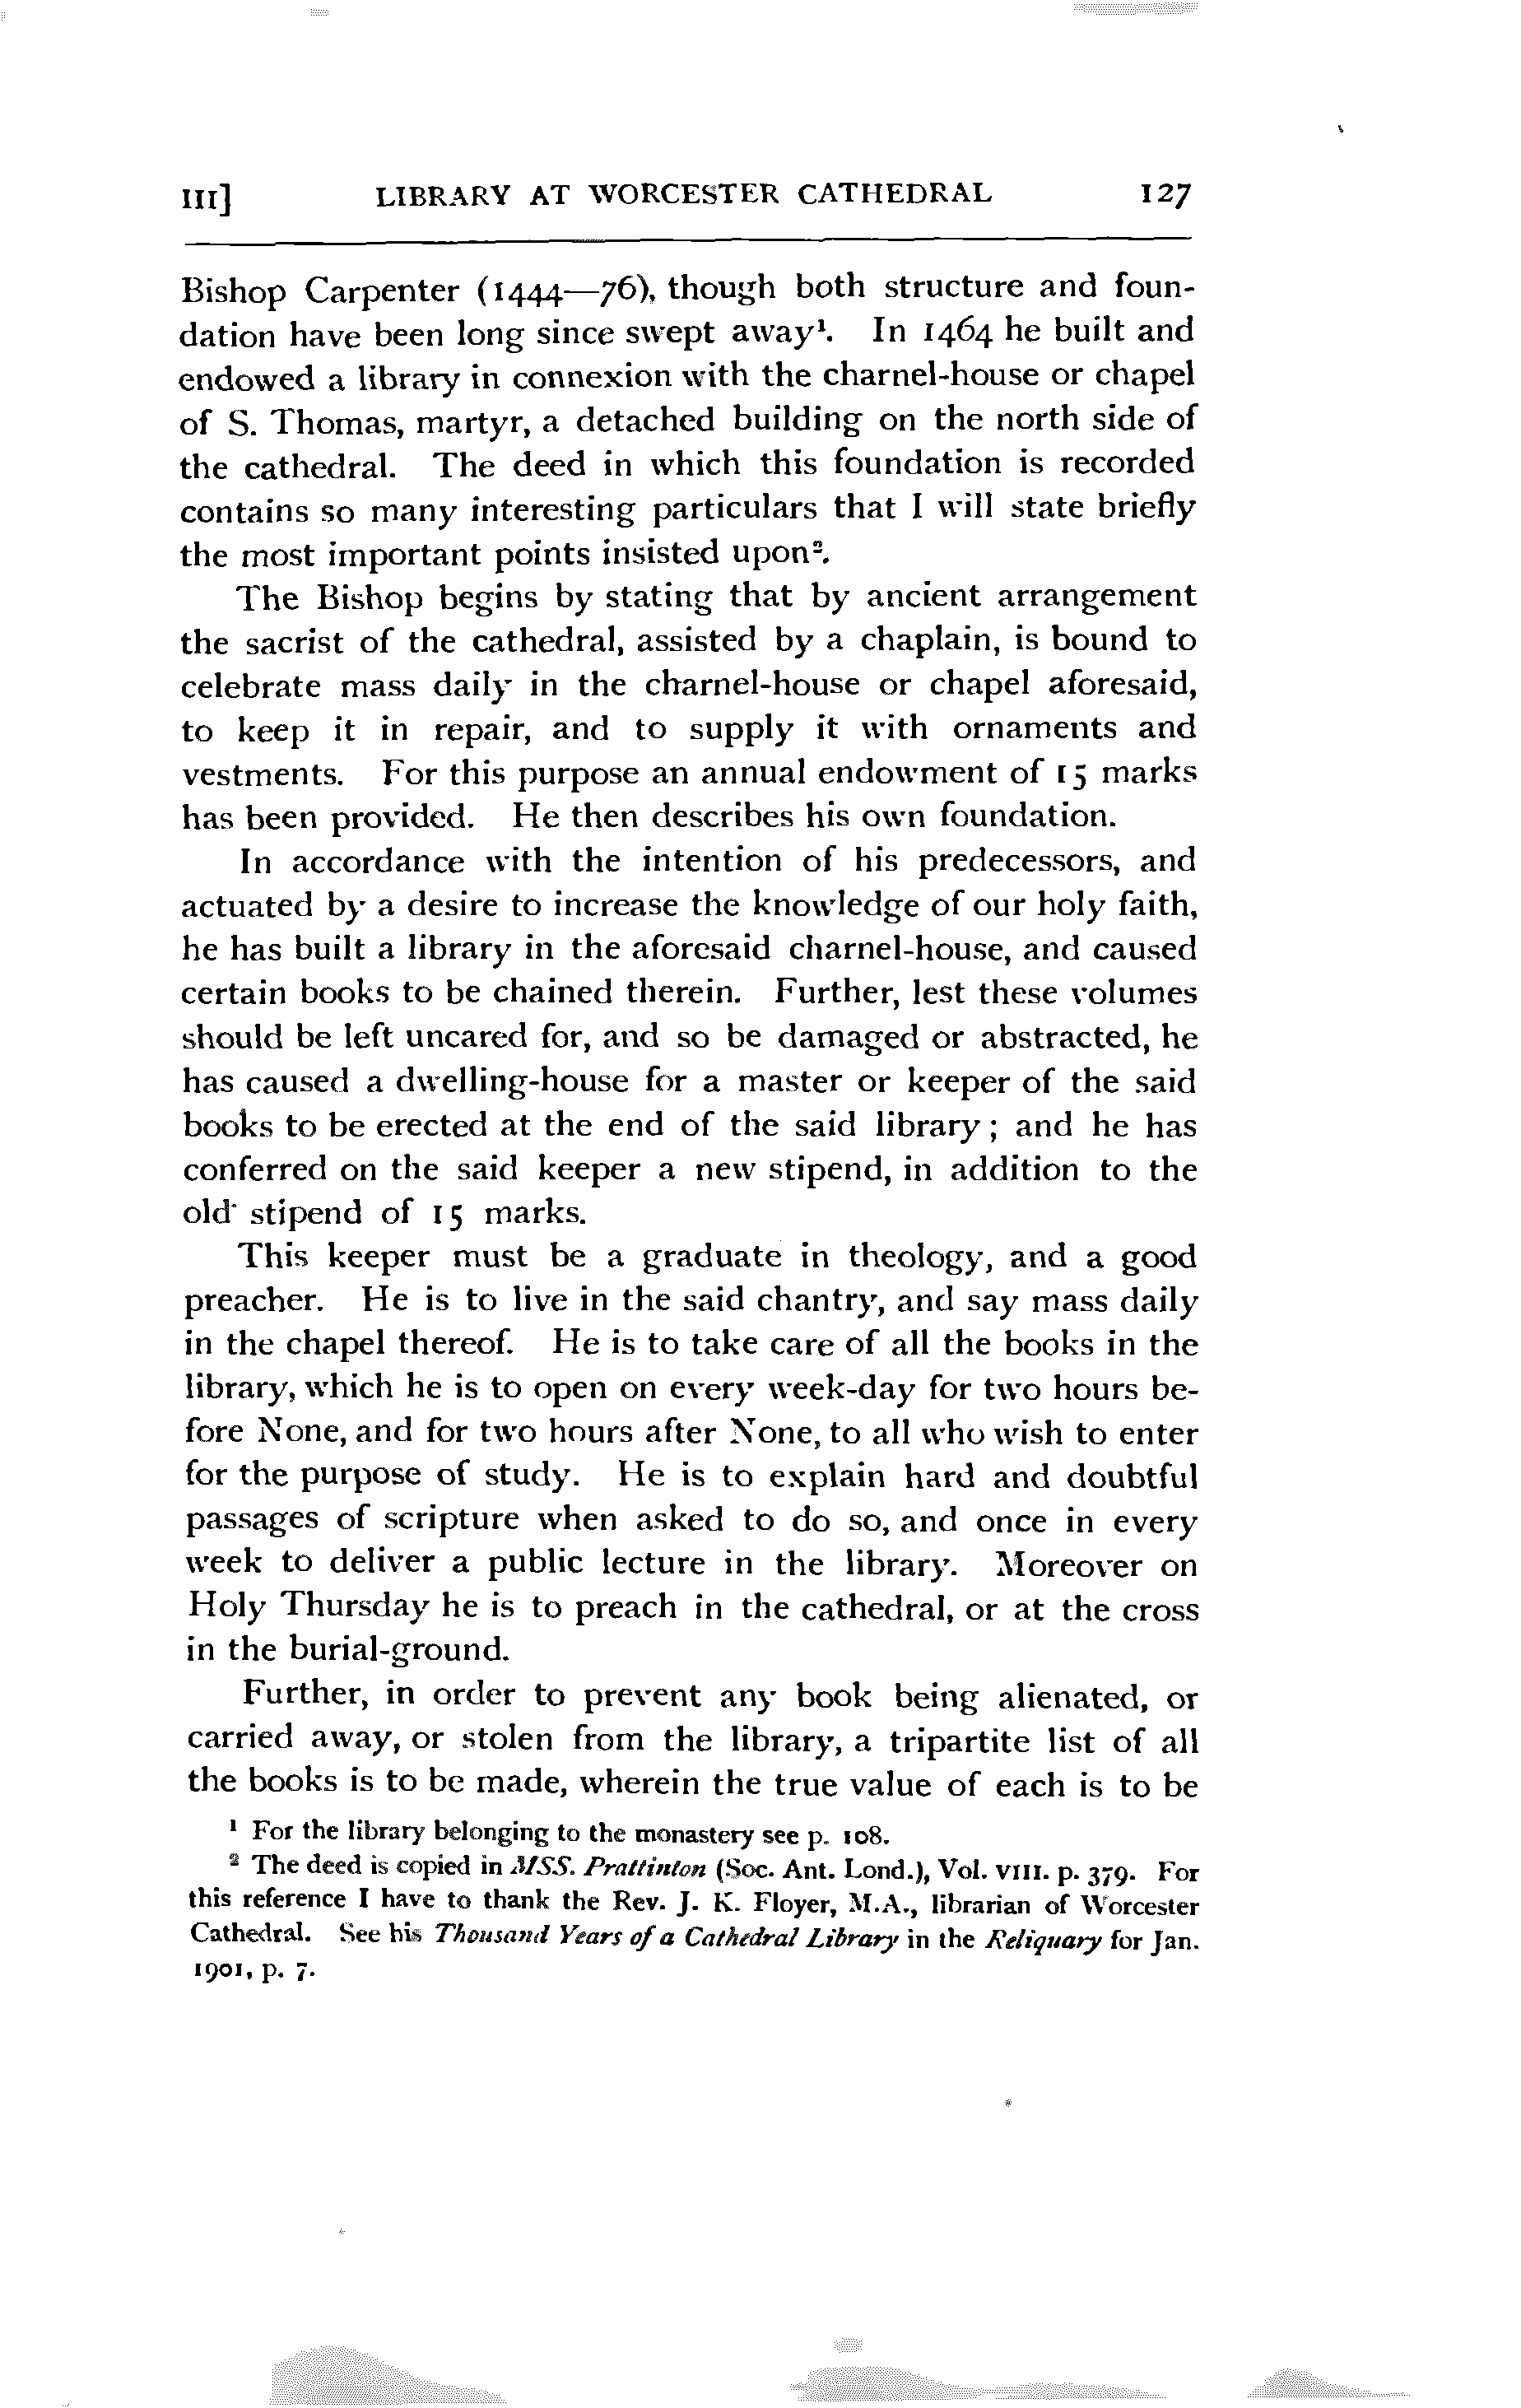 III] LIBRARY AT WORCESTER CATHEDRAL 127
Bishop Carpenter (1444—76), though both structure and foun-
dation have been long since swept away¹. In 1464 he built and
endowed a library in connexion with the charnel-house or chapel
of S. Thomas, martyr, a detached building on the north side of
the cathedral. The deed in which this foundation is recorded
contains so many interesting particulars that I will state briefly
the most important points insisted upon².
The Bishop begins by stating that by ancient arrangement
the sacrist of the cathedral, assisted by a chaplain, is bound to
celebrate mass daily in the charnel-house or chapel aforesaid,
to keep it in repair, and to supply it with ornaments and
vestments. For this purpose an annual endowment of 15 marks
has been provided. He then describes his own foundation.
In accordance with the intention of his predecessors, and
actuated by a desire to increase the knowledge of our holy faith,
he has built a library in the aforesaid charnel-house, and caused
certain books to be chained therein. Further, lest these volumes
should be left uncared for, and so be damaged or abstracted, he
has caused a dwelling-house for a master or keeper of the said
books to be erected at the end of the said library; and he has
conferred on the said keeper a new stipend, in addition to the
old stipend of 15 marks.
This keeper must be a graduate in theology, and a good
preacher. He is to live in the said chantry, and say mass daily
in the chapel thereof. He is to take care of all the books in the
library, which he is to open on every week-day for two hours be-
fore None, and for two hours after None, to all who wish to enter
for the purpose of study. He is to explain hard and doubtful
passages of scripture when asked to do so, and once in every
week to deliver a public lecture in the library. Moreover on
Holy Thursday he is to preach in the cathedral, or at the cross
in the burial-ground.
Further, in order to prevent any book being alienated, or
carried away, or stolen from the library, a tripartite list of all
the books is to be made, wherein the true value of each is to be
¹ For the library belonging to the monastery see p. 108.
² The deed is copied in MSS. Prattinton (Soc. Ant. Lond.), Vol. VIII. p. 379. For
this reference I have to thank the Rev. J. K. Floyer, M.A., librarian of Worcester
Cathedral. See his Thousand Years of a Cathedral Library in the Reliquary for Jan.
1901, p. 7.